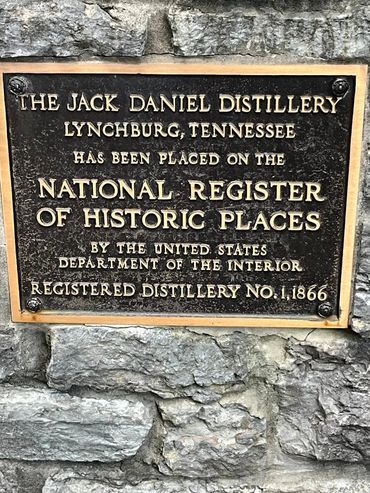 THE JACK DANIEL DISTILLERY
LYNCHBURG, TENNESSEE
HAS BEEN PLACED ON THE
NATIONAL REGISTER
OF HISTORIC PLACES
BY THE UNITED STATES
DEPARTMENT OF THE INTERIOR
REGISTERED DISTILLERY NO. 1, 1866